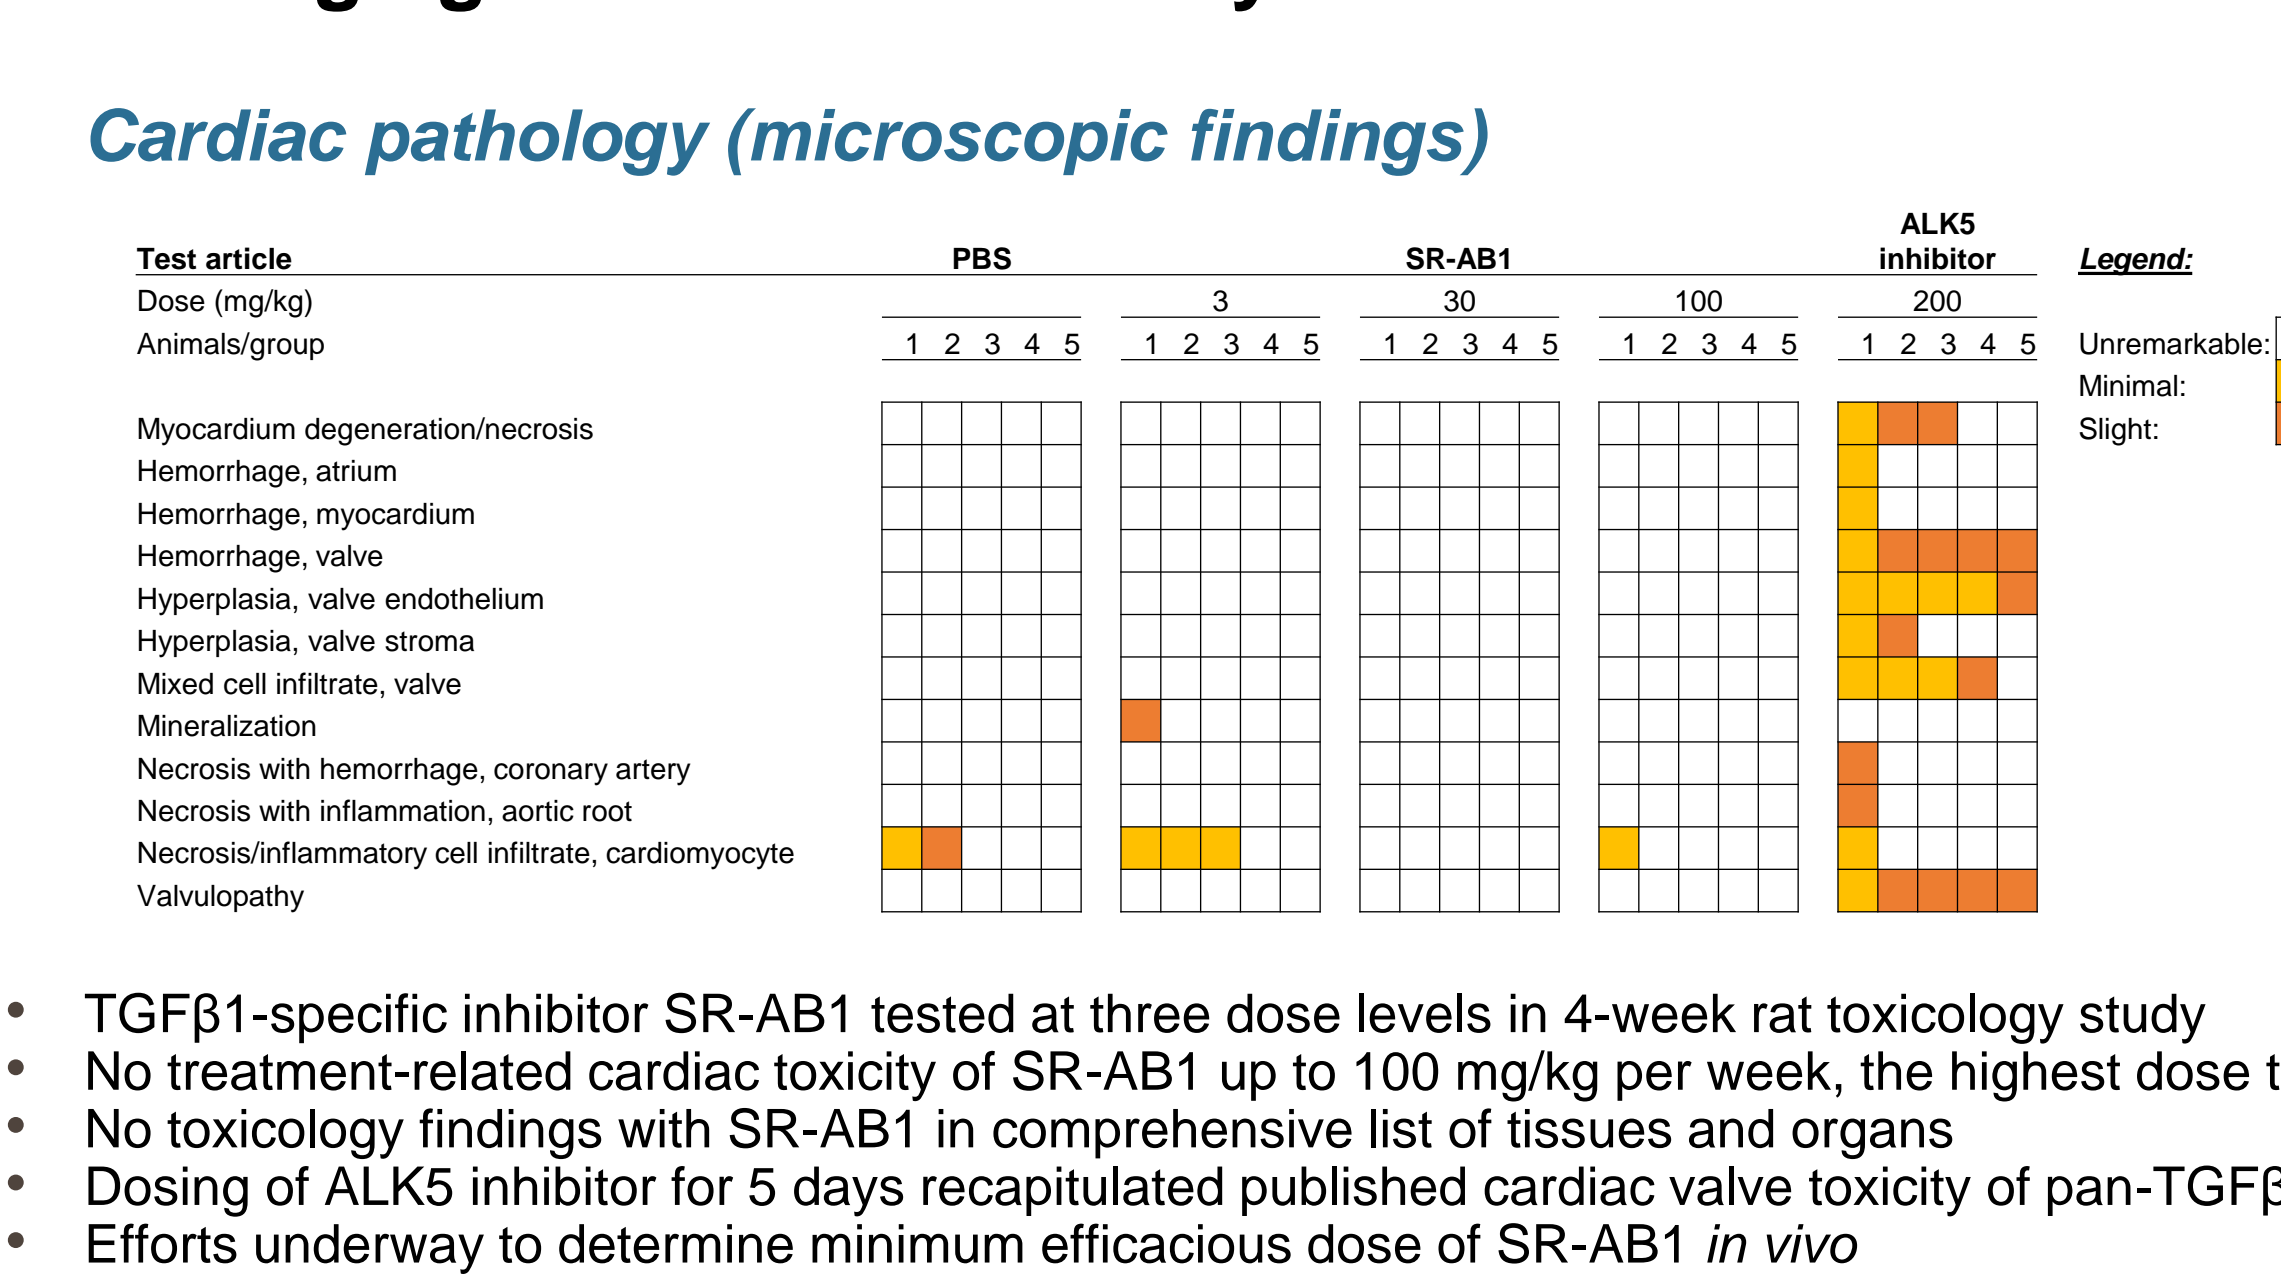 Cardiac pathology (microscopic findings)
ALK5
Test article PBS SR-AB1 inhibitor Legend:
Dose (mg/kg) 3 30 100 200
Animals/group 1 2 3 4 5 1 2 3 4 5 1 2 3 4 5 1 2 3 4 5 1 2 3 4 5 Unremarkable:
Minimal:
Myocardium degeneration/necrosis Slight:
Hemorrhage, atrium
Hemorrhage, myocardium
Hemorrhage, valve
Hyperplasia, valve endothelium
Hyperplasia, valve stroma
Mixed cell infiltrate, valve
Mineralization
Necrosis with hemorrhage, coronary artery
Necrosis with inflammation, aortic root
Necrosis/inflammatory cell infiltrate, cardiomyocyte
Valvulopathy
• TGFβ1-specific inhibitor SR-AB1 tested at three dose levels in 4-week rat toxicology study
• No treatment-related cardiac toxicity of SR-AB1 up to 100 mg/kg per week, the highest dose t
• No toxicology findings with SR-AB1 in comprehensive list of tissues and organs
• Dosing of ALK5 inhibitor for 5 days recapitulated published cardiac valve toxicity of pan-TGFβ
• Efforts underway to determine minimum efficacious dose of SR-AB1 in vivo